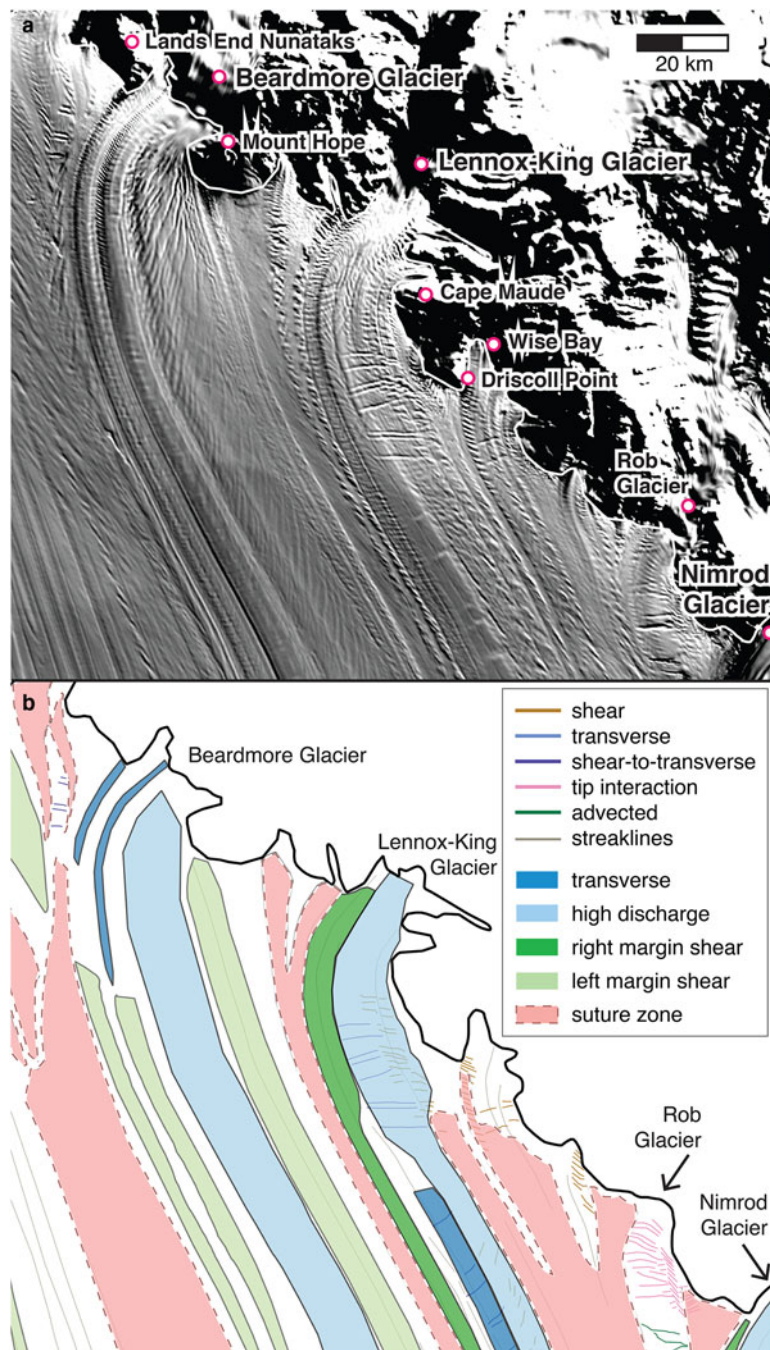 a
Lands End Nunataks
Beardmore Glacier
20 km
Mount Hope
Lennox-King Glacier
Cape Maude
Wise Bay
Driscoll Point
Rob
Glacier
Nimrod
Glacier
b
Beardmore Glacier
Lennox-King
Glacier
shear
transverse
shear-to-transverse
tip interaction
advected
streaklines
transverse
high discharge
right margin shear
left margin shear
suture zone
Rob
Glacier
Nimrod
Glacier